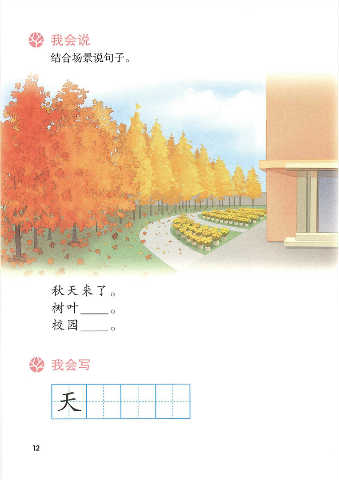 我会说
结合场景说句子。
秋天来了。
树叶____。
校园____。
我会写
天
12